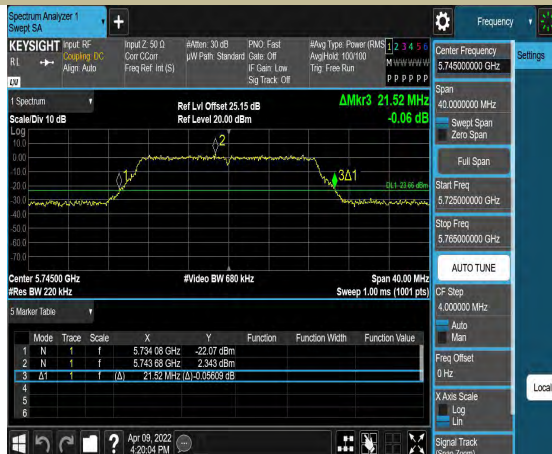 Spectrum Analyzer 1
Swept SA
Frequency
KEYSIGHT
RL
Input: RF
Coupling: DC
Align: Auto
Input Z: 50 Ω
Corr CCorr
Freq Ref: Int (S)
#Atten: 30 dB
µW Path: Standard
PNO: Fast
Gate: Off
IF Gain: Low
Sig Track: Off
#Avg Type: Power (RMS
Avg|Hold: 100/100
Trig: Free Run
1 2 3 4 5 6
M W W W W W
P P P P P P
LXI
1 Spectrum
Scale/Div 10 dB
Ref Lvl Offset 25.15 dB
Ref Level 20.00 dBm
ΔMkr3 21.52 MHz
-0.06 dB
Log
10.0
0.00
-10.0
-20.0
-30.0
-40.0
-50.0
-60.0
-70.0
1
2
3Δ1
DL1 -23.66 dBm
Center 5.74500 GHz
#Res BW 220 kHz
#Video BW 680 kHz
Span 40.00 MHz
Sweep 1.00 ms (1001 pts)
5 Marker Table
Mode Trace Scale X Y Function Function Width Function Value
1 N 1 f 5.734 08 GHz -22.07 dBm
2 N 1 f 5.743 68 GHz 2.343 dBm
3 Δ1 1 f (Δ) 21.52 MHz (Δ) -0.05609 dB
4
5
6
Apr 09, 2022
4:20:04 PM
Center Frequency
5.745000000 GHz
Span
40.0000000 MHz
Swept Span
Zero Span
Full Span
Start Freq
5.725000000 GHz
Stop Freq
5.765000000 GHz
AUTO TUNE
CF Step
4.000000 MHz
Auto
Man
Freq Offset
0 Hz
X Axis Scale
Log
Lin
Signal Track
(Span Zoom)
Settings
Local